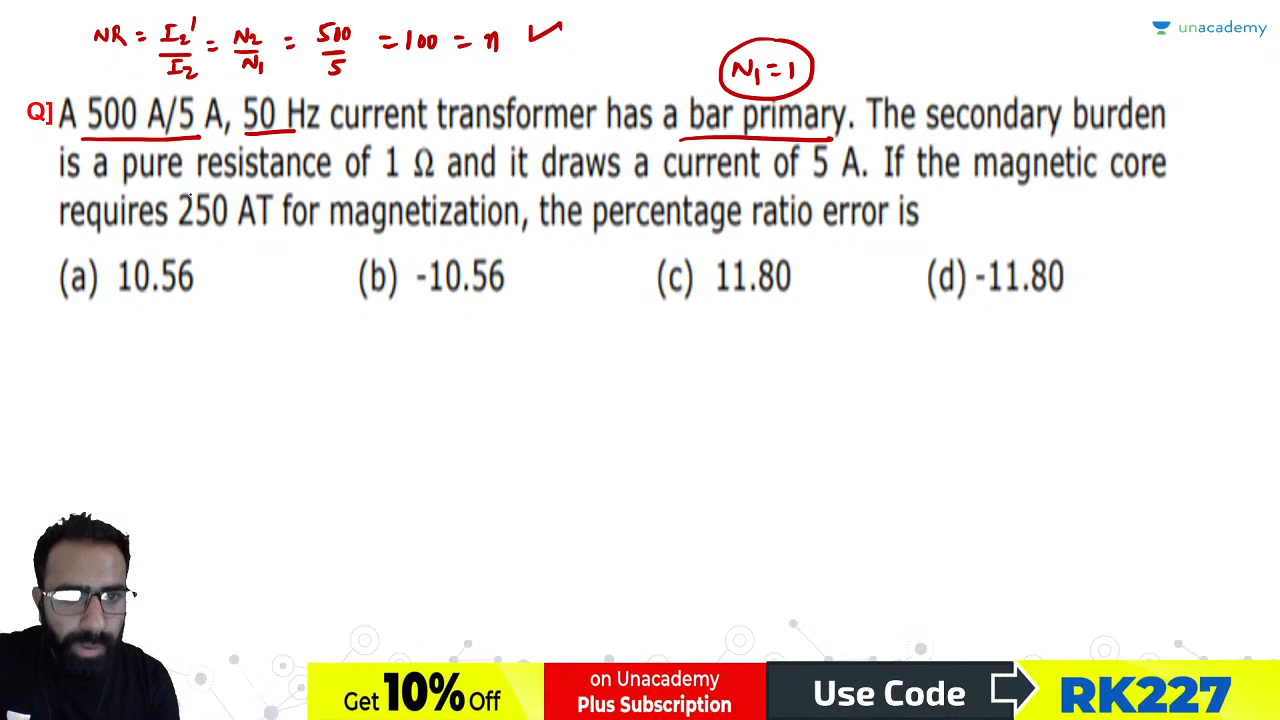 NR = I₂' / I₂ = N₂ / N₁ = 500 / 5 = 100 = n ✓
N₁ = 1
unacademy
Q] A 500 A/5 A, 50 Hz current transformer has a bar primary. The secondary burden
is a pure resistance of 1 Ω and it draws a current of 5 A. If the magnetic core
requires 250 AT for magnetization, the percentage ratio error is
(a) 10.56 (b) -10.56 (c) 11.80 (d) -11.80
Get 10% Off
on Unacademy
Plus Subscription
Use Code
RK227